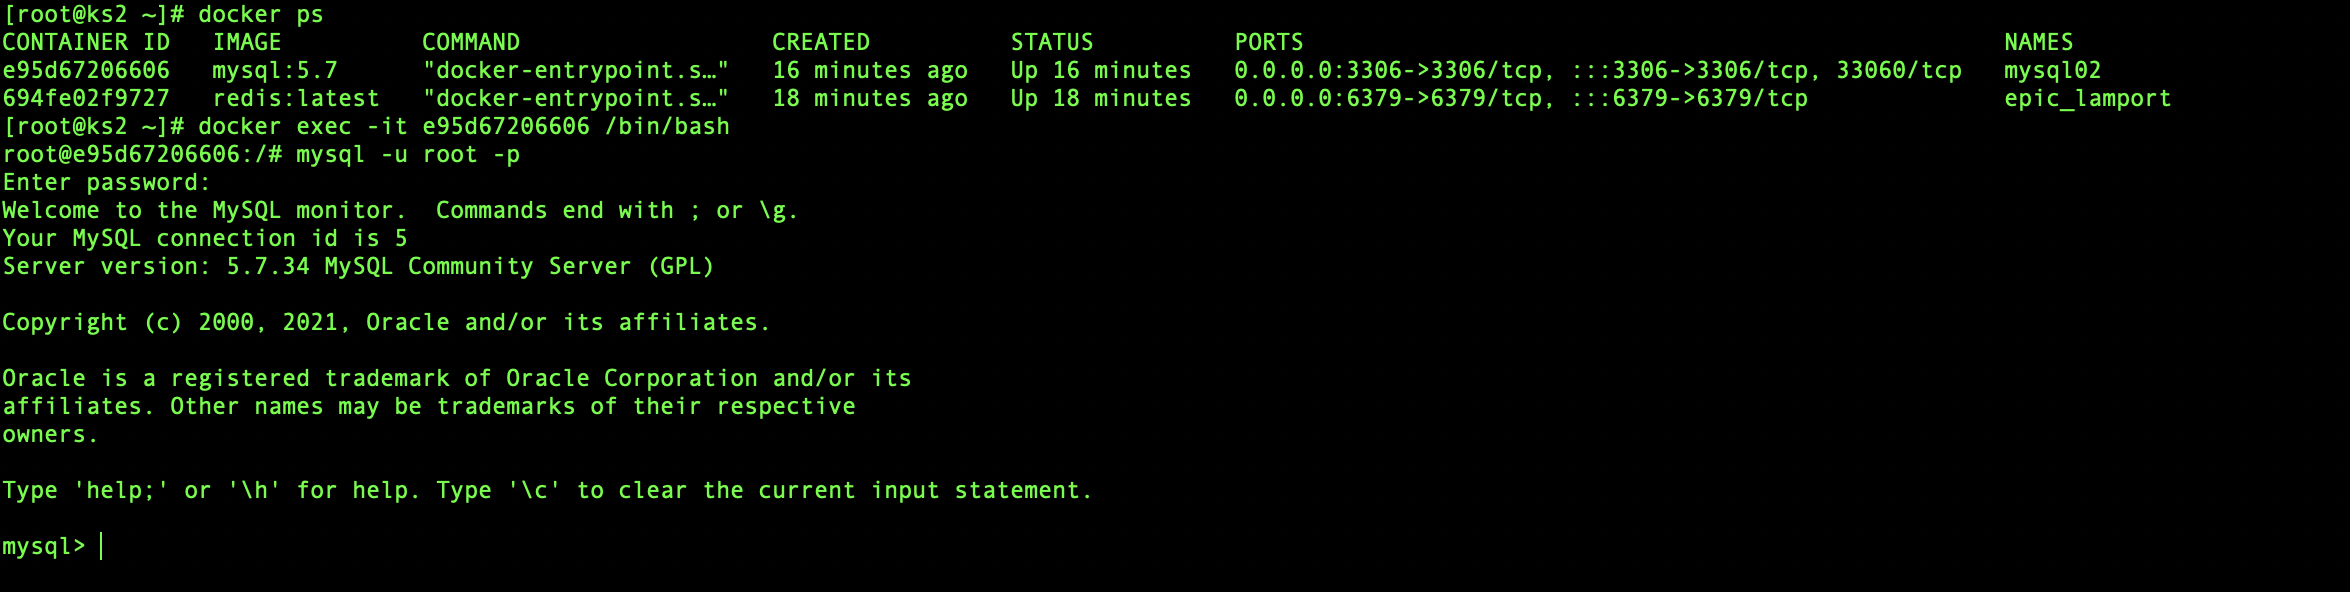 [root@ks2 ~]# docker ps
CONTAINER ID   IMAGE          COMMAND                  CREATED          STATUS          PORTS                                                  NAMES
e95d67206606   mysql:5.7      "docker-entrypoint.s…"   16 minutes ago   Up 16 minutes   0.0.0.0:3306->3306/tcp, :::3306->3306/tcp, 33060/tcp   mysql02
694fe02f9727   redis:latest   "docker-entrypoint.s…"   18 minutes ago   Up 18 minutes   0.0.0.0:6379->6379/tcp, :::6379->6379/tcp              epic_lamport
[root@ks2 ~]# docker exec -it e95d67206606 /bin/bash
root@e95d67206606:/# mysql -u root -p
Enter password:
Welcome to the MySQL monitor.  Commands end with ; or \g.
Your MySQL connection id is 5
Server version: 5.7.34 MySQL Community Server (GPL)

Copyright (c) 2000, 2021, Oracle and/or its affiliates.

Oracle is a registered trademark of Oracle Corporation and/or its
affiliates. Other names may be trademarks of their respective
owners.

Type 'help;' or '\h' for help. Type '\c' to clear the current input statement.

mysql>